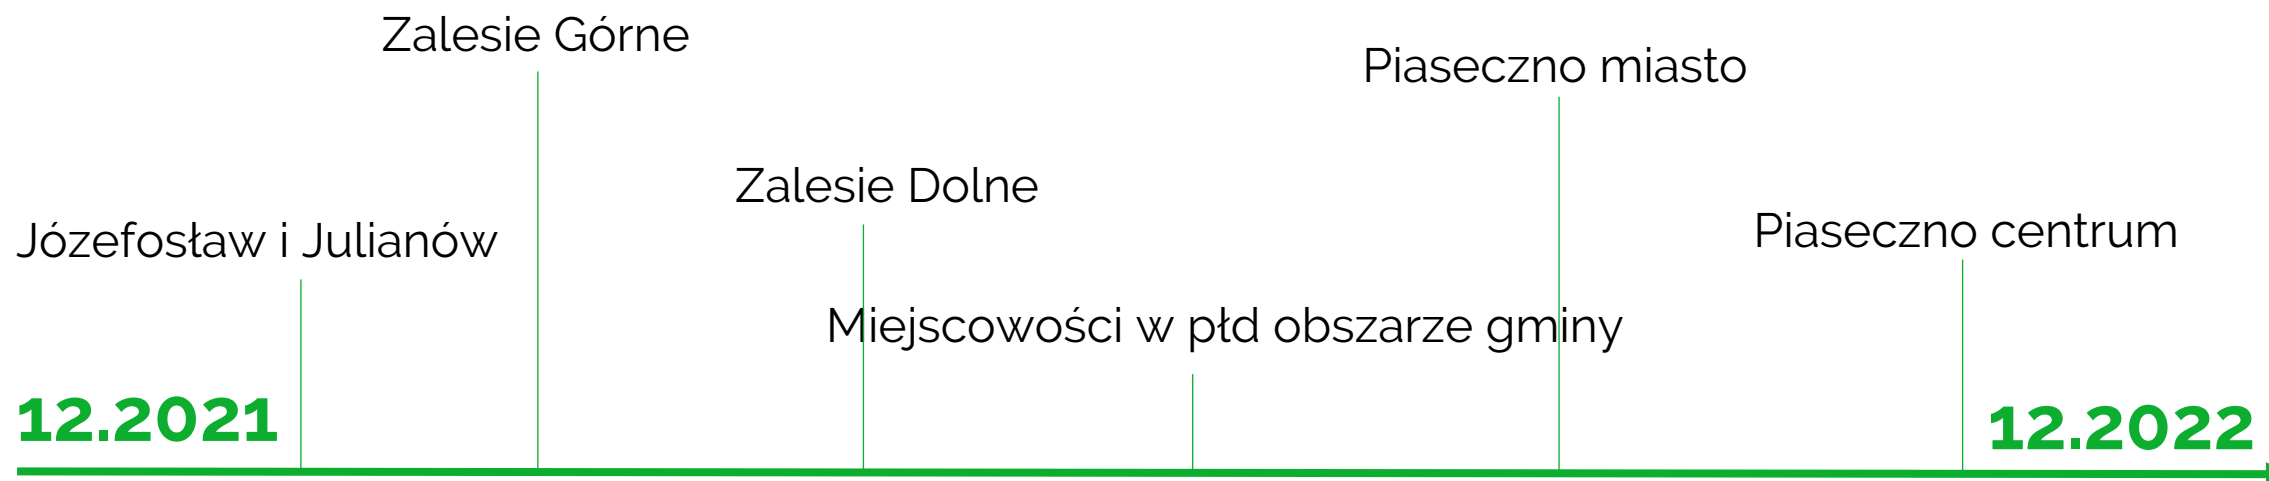 Zalesie Górne
Piaseczno miasto
Zalesie Dolne
Józefosław i Julianów
Piaseczno centrum
Miejscowości w płd obszarze gminy
12.2021
12.2022